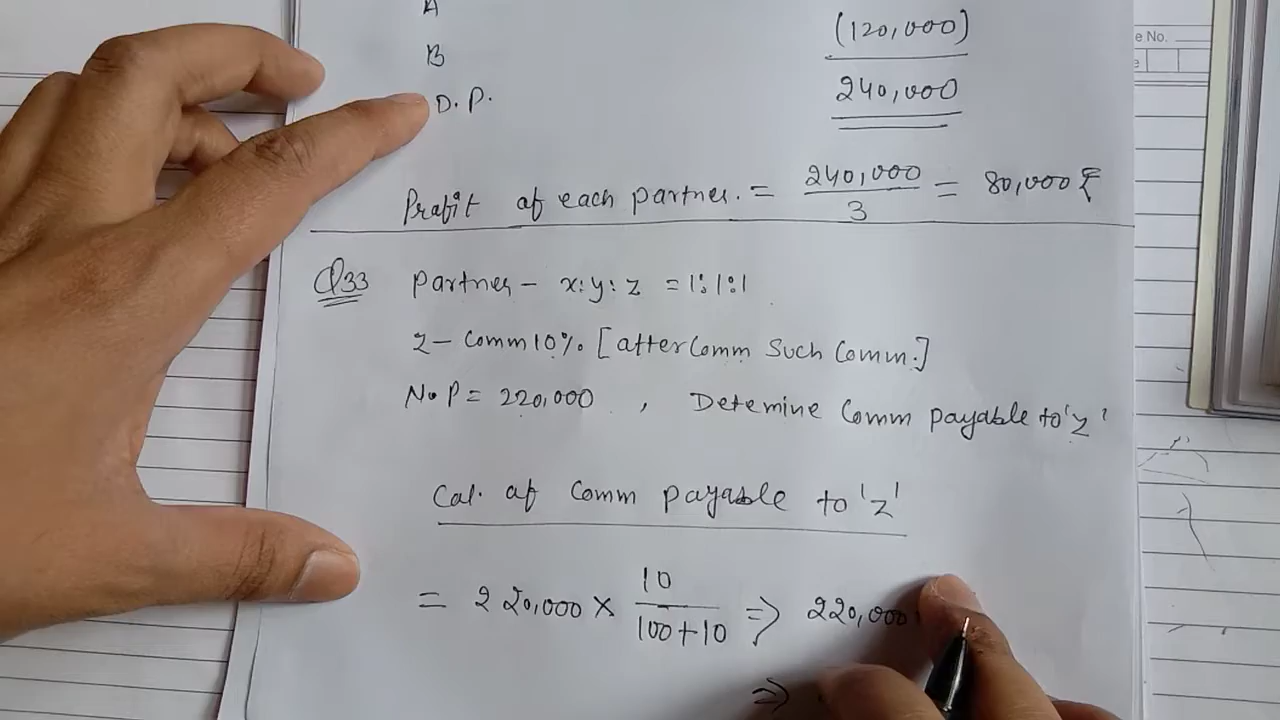 A
(120,000)
B
240,000
D.P.
Profit of each partner. = 240,000 / 3 = 80,000₹
Q33 Partner - x:y:z = 1:1:1
z - Comm 10% [after Comm Such Comm.]
N.P = 220,000 , Detemine Comm payable to 'z'
Cal. of Comm payable to 'z'
= 220,000 × 10 / 100+10 => 220,000
=>
e No.